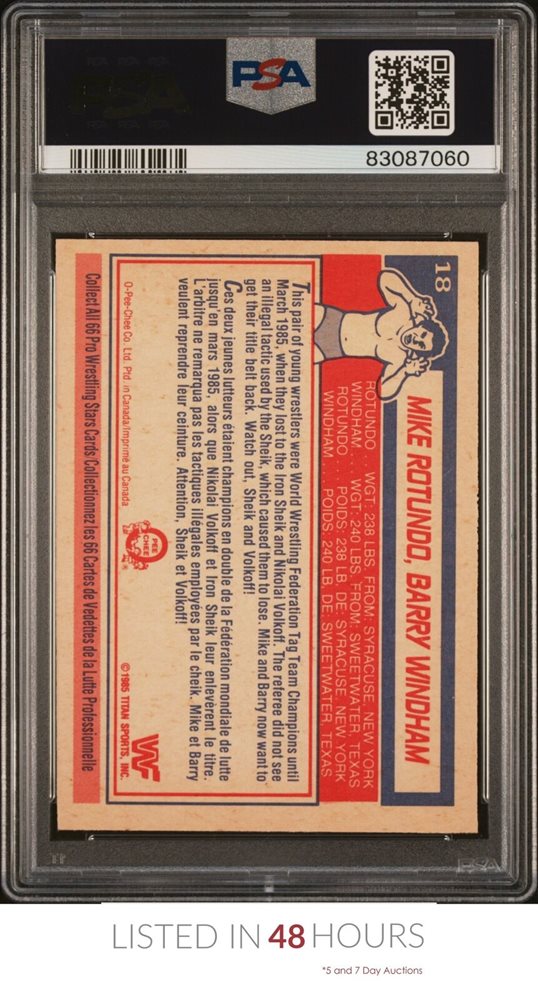 PSA
83087060
18
MIKE ROTUNDO, BARRY WINDHAM
ROTUNDO . . WGT: 238 LBS. FROM: SYRACUSE, NEW YORK
WINDHAM . . . WGT: 240 LBS. FROM: SWEETWATER, TEXAS
ROTUNDO . . . POIDS: 238 LB. DE: SYRACUSE, NEW YORK
WINDHAM . . . POIDS: 240 LB. DE: SWEETWATER, TEXAS
This pair of young wrestlers were World Wrestling Federation Tag Team Champions until
March 1985, when they lost to the Iron Sheik and Nikolai Volkoff. The referee did not see
an illegal tactic used by the Sheik, which caused them to lose. Mike and Barry now want to
get their title belt back. Watch out, Sheik and Volkoff!
Ces deux jeunes lutteurs étaient champions en double de la Fédération mondiale de lutte
jusqu'en mars 1985, alors que Nikolai Volkoff et Iron Sheik leur enlevèrent le titre.
L'arbitre ne remarqua pas les tactiques illégales employées par le cheik. Mike et Barry
veulent reprendre leur ceinture. Attention, Sheik et Volkoff!
O-Pee-Chee Co. Ltd. Ptd. in Canada/Imprimé au Canada
O
PEE
CHEE
WF
©1985 TITAN SPORTS, INC.
Collect All 66 Pro Wrestling Stars Cards/Collectionnez les 66 Cartes de Vedettes de la Lutte Professionnelle
PSA
LISTED IN 48 HOURS
*5 and 7 Day Auctions